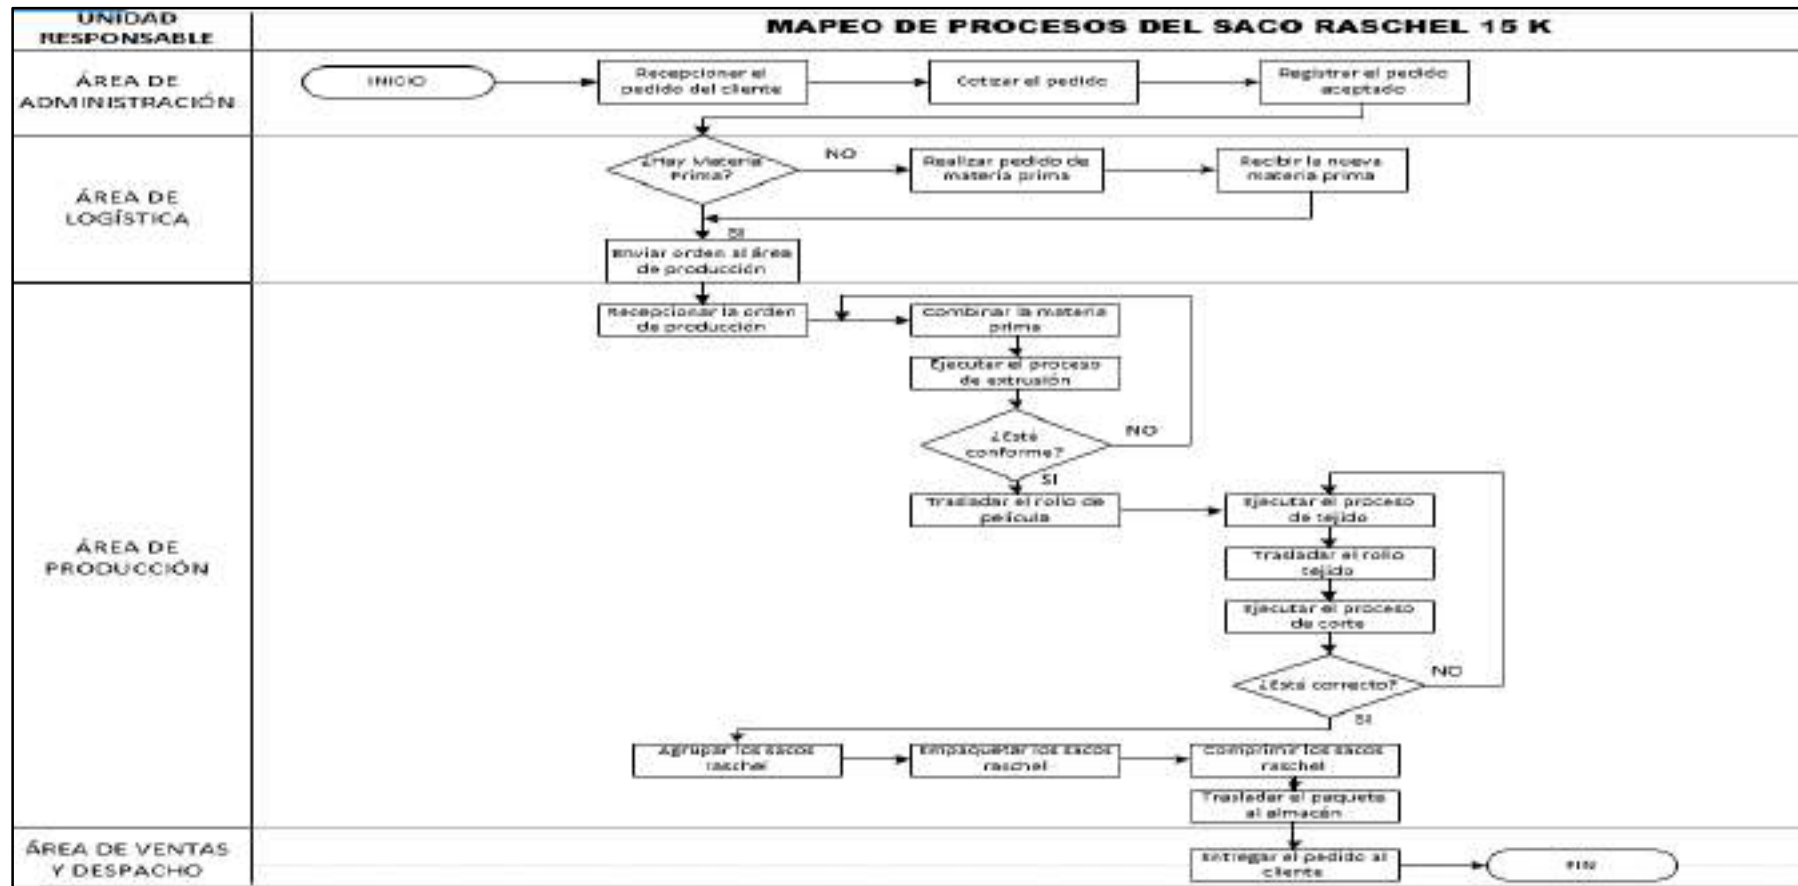 UNIDAD
RESPONSABLE
MAPEO DE PROCESOS DEL SACO RASCHEL 15 K
ÁREA DE
ADMINISTRACIÓN
INICIO
Recepcionar el
pedido del cliente
Cotizar el pedido
Registrar el pedido
aceptado
ÁREA DE
LOGÍSTICA
¿Hay Materia
Prima?
NO
Realizar pedido de
materia prima
Recibir la nueva
materia prima
SI
Enviar orden al área
de producción
ÁREA DE
PRODUCCIÓN
Recepcionar la orden
de producción
Combinar la materia
prima
Ejecutar el proceso
de extrusión
¿Está
conforme?
NO
SI
Trasladar el rollo de
película
Ejecutar el proceso
de tejido
Trasladar el rollo
tejido
Ejecutar el proceso
de corte
¿Está correcto?
NO
SI
Agrupar los sacos
raschel
Empaquetar los sacos
raschel
Comprimir los sacos
raschel
Trasladar el paquete
al almacén
ÁREA DE VENTAS
Y DESPACHO
Entregar el pedido al
cliente
FIN